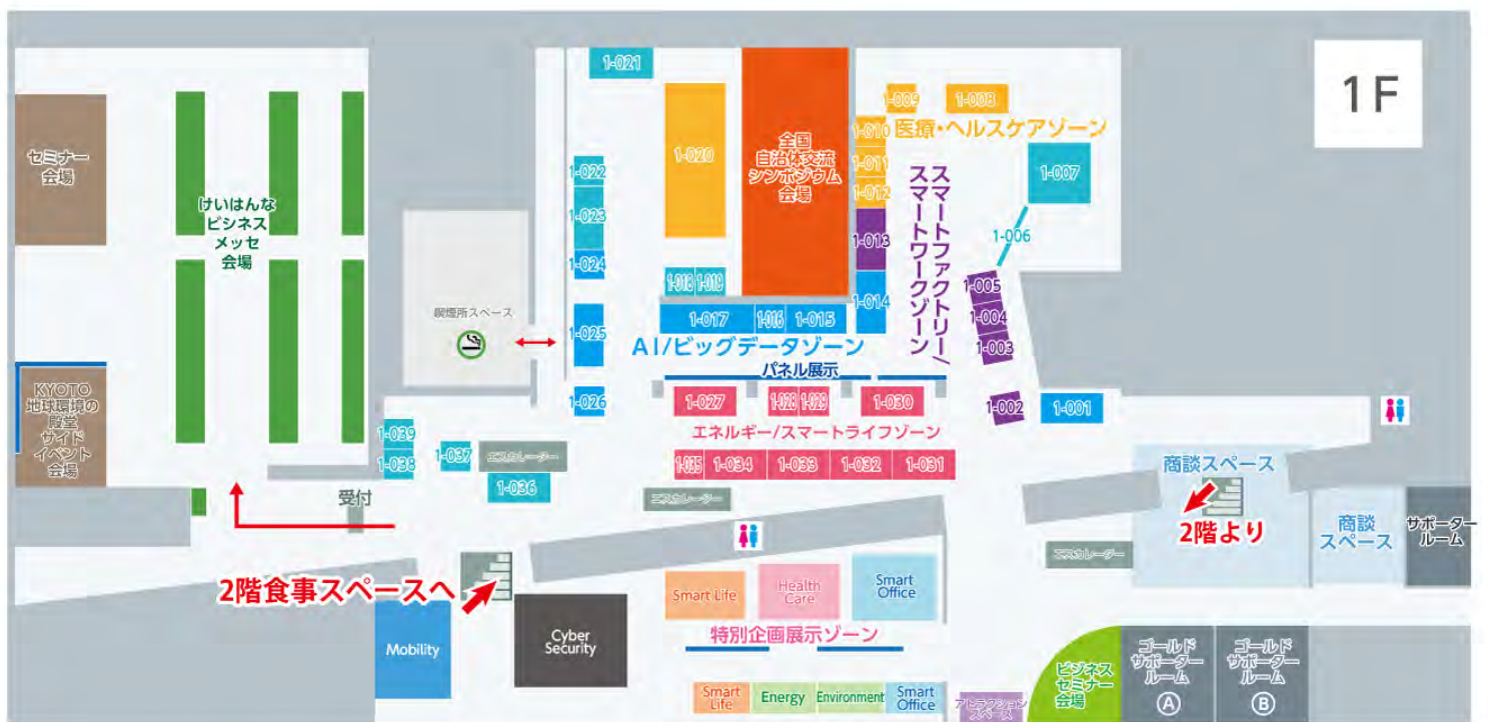 1F
1-021
1-009
1-008
1-010
医療・ヘルスケアゾーン
全国
自治体交流
シンポジウム
会場
1-020
1-011
1-012
1-007
セミナー
会場
1-022
けいはんな
ビジネス
メッセ
会場
1-023
1-013
スマートファクトリー/
スマートワークゾーン
1-006
1-024
1-018
1-019
1-014
1-005
喫煙所スペース
1-025
1-017
1-016
1-015
1-004
AI/ビッグデータゾーン
1-003
パネル展示
KYOTO
地球環境の
殿堂
サイド
イベント
会場
1-026
1-027
1-028
1-029
1-030
1-002
1-001
1-039
エネルギー/スマートライフゾーン
1-038
1-037
エスカレーター
1-035
1-034
1-033
1-032
1-031
商談スペース
1-036
受付
エスカレーター
2階より
商談
スペース
サポーター
ルーム
エスカレーター
2階食事スペースへ
Smart Life
Health
Care
Smart
Office
特別企画展示ゾーン
Mobility
Cyber
Security
ビジネス
セミナー
会場
ゴールド
サポーター
ルーム
A
ゴールド
サポーター
ルーム
B
Smart
Life
Energy
Environment
Smart
Office
アトラクション
スペース